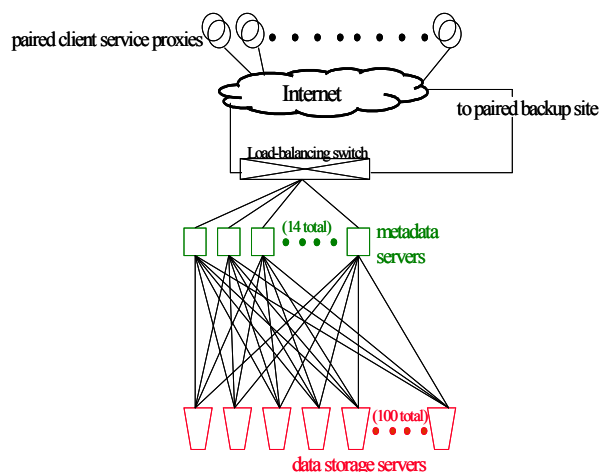 paired client service proxies
Internet
to paired backup site
Load-balancing switch
(14 total)
metadata
servers
(100 total)
data storage servers